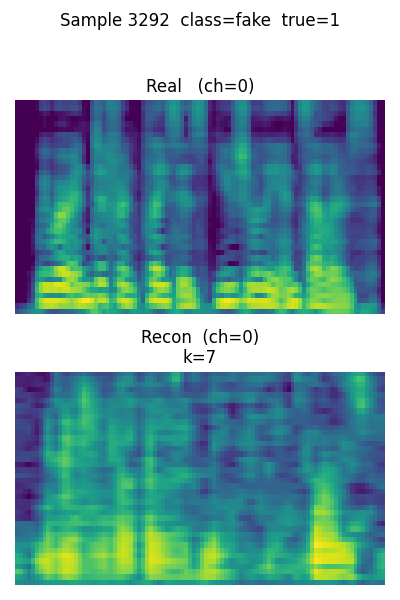 Sample 3292  class=fake  true=1
Real   (ch=0)
Recon  (ch=0)
k=7